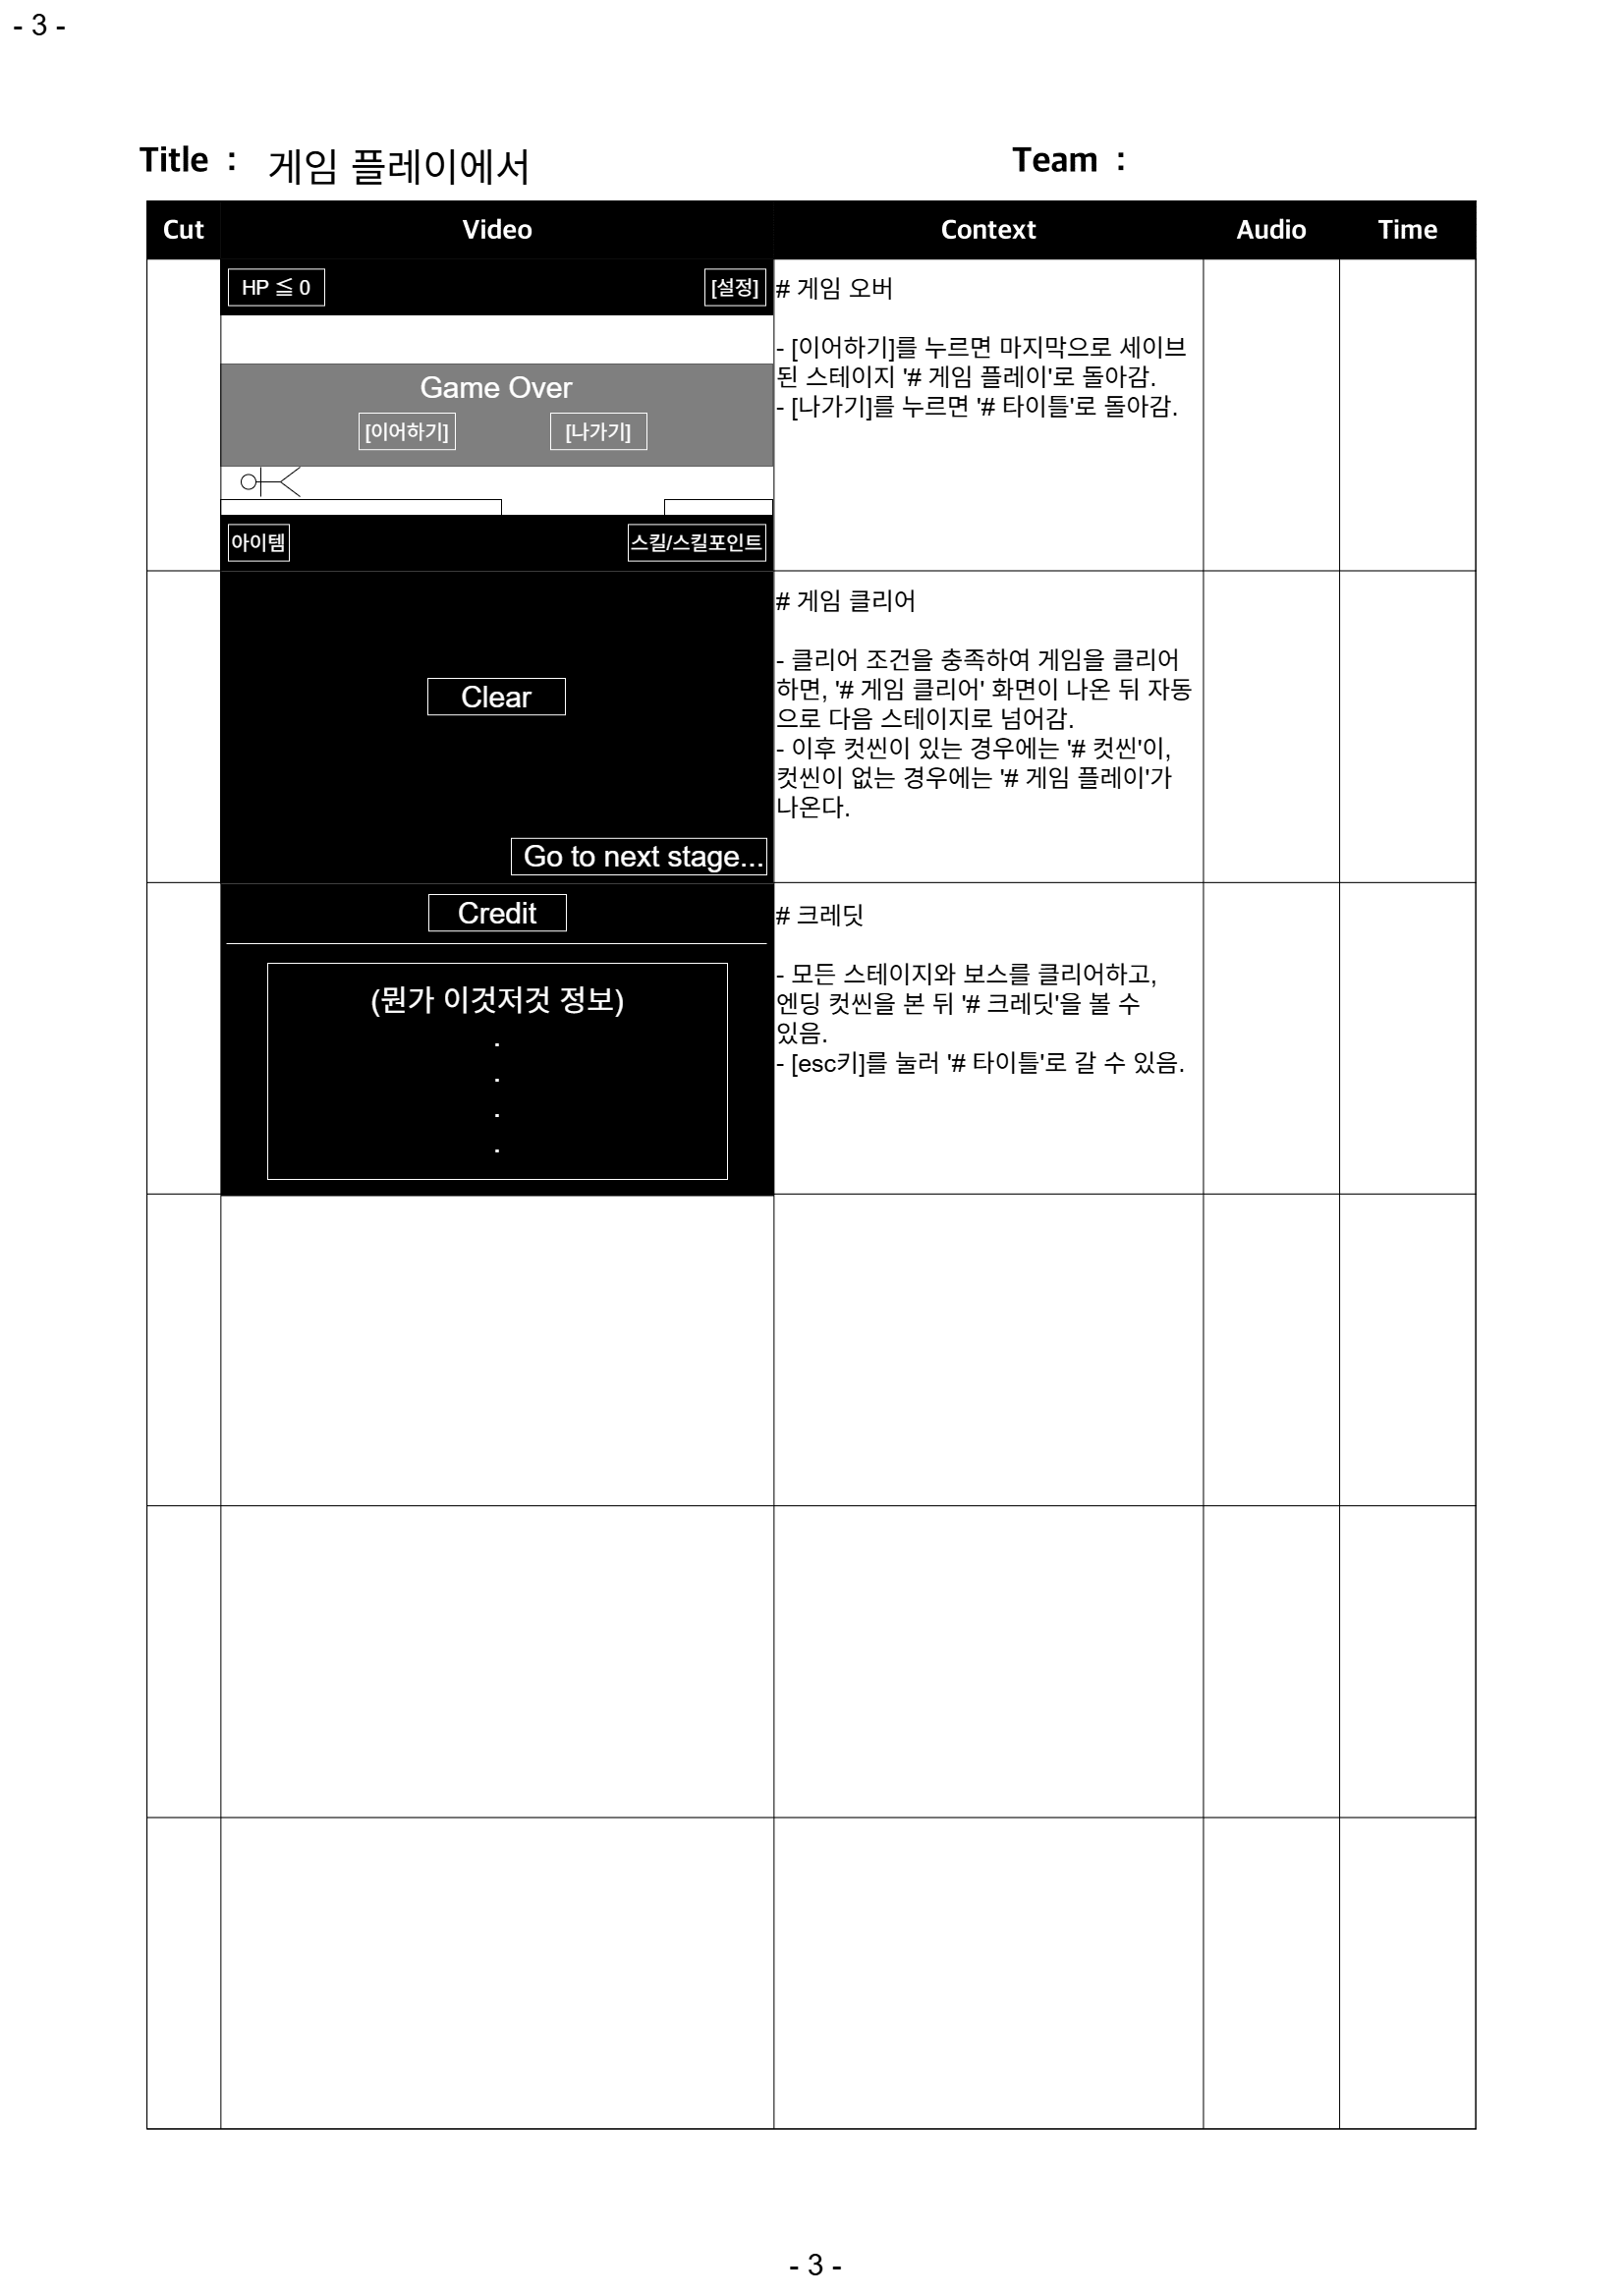 - 3 -
Title : 게임 플레이에서
Team :
Cut Video Context Audio Time
HP ≦ 0
[설정]
Game Over
[이어하기] [나가기]
아이템
스킬/스킬포인트
# 게임 오버
- [이어하기]를 누르면 마지막으로 세이브
된 스테이지 '# 게임 플레이'로 돌아감.
- [나가기]를 누르면 '# 타이틀'로 돌아감.
Clear
Go to next stage...
# 게임 클리어
- 클리어 조건을 충족하여 게임을 클리어
하면, '# 게임 클리어' 화면이 나온 뒤 자동
으로 다음 스테이지로 넘어감.
- 이후 컷씬이 있는 경우에는 '# 컷씬'이,
컷씬이 없는 경우에는 '# 게임 플레이'가
나온다.
Credit
(뭔가 이것저것 정보)
.
.
.
.
# 크레딧
- 모든 스테이지와 보스를 클리어하고,
엔딩 컷씬을 본 뒤 '# 크레딧'을 볼 수
있음.
- [esc키]를 눌러 '# 타이틀'로 갈 수 있음.
- 3 -